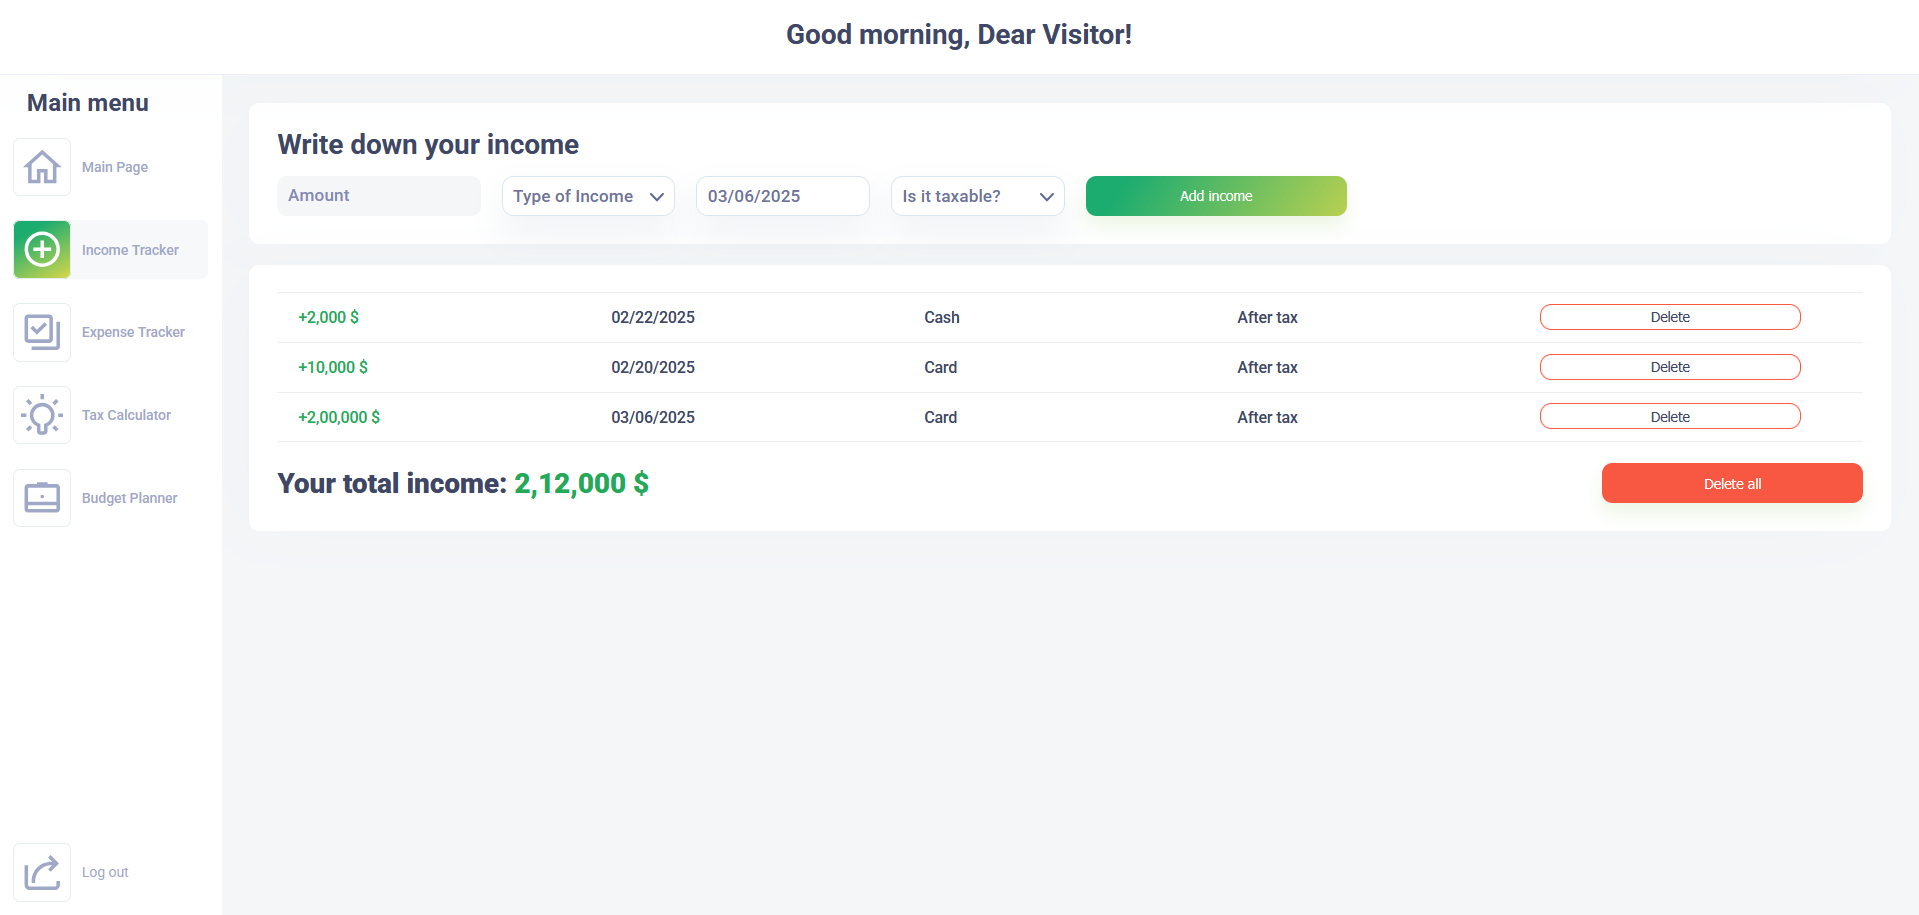 Good morning, Dear Visitor!
Main menu
Main Page
Income Tracker
Expense Tracker
Tax Calculator
Budget Planner
Log out
Write down your income
Amount Type of Income 03/06/2025 Is it taxable? Add income
+2,000 $ 02/22/2025 Cash After tax Delete
+10,000 $ 02/20/2025 Card After tax Delete
+2,00,000 $ 03/06/2025 Card After tax Delete
Your total income: 2,12,000 $ Delete all